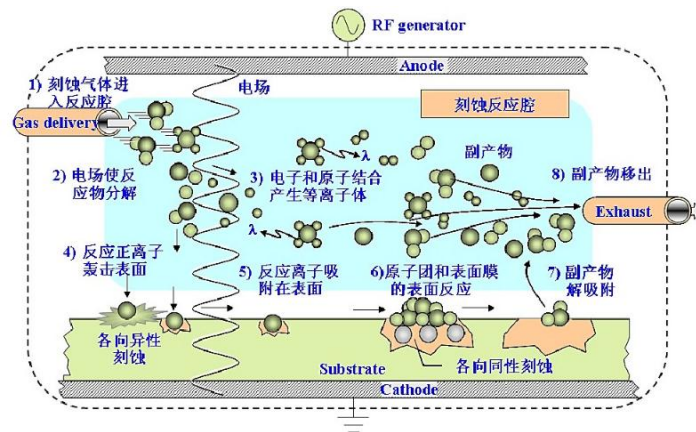 RF generator
Anode
1) 刻蚀气体进
入反应腔
电场
刻蚀反应腔
Gas delivery
λ
副产物
2) 电场使反
应物分解
3) 电子和原子结合
产生等离子体
8) 副产物移出
λ
Exhaust
4) 反应正离子
轰击表面
5) 反应离子吸
附在表面
6)原子团和表面膜
的表面反应
7) 副产物
解吸附
各向异性
刻蚀
各向同性刻蚀
Substrate
Cathode